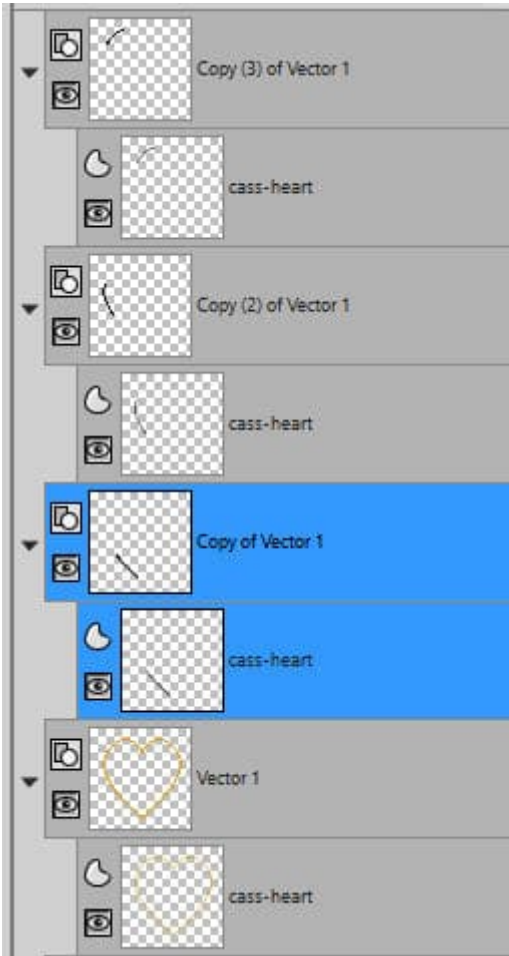 Copy (3) of Vector 1
cass-heart
Copy (2) of Vector 1
cass-heart
Copy of Vector 1
cass-heart
Vector 1
cass-heart